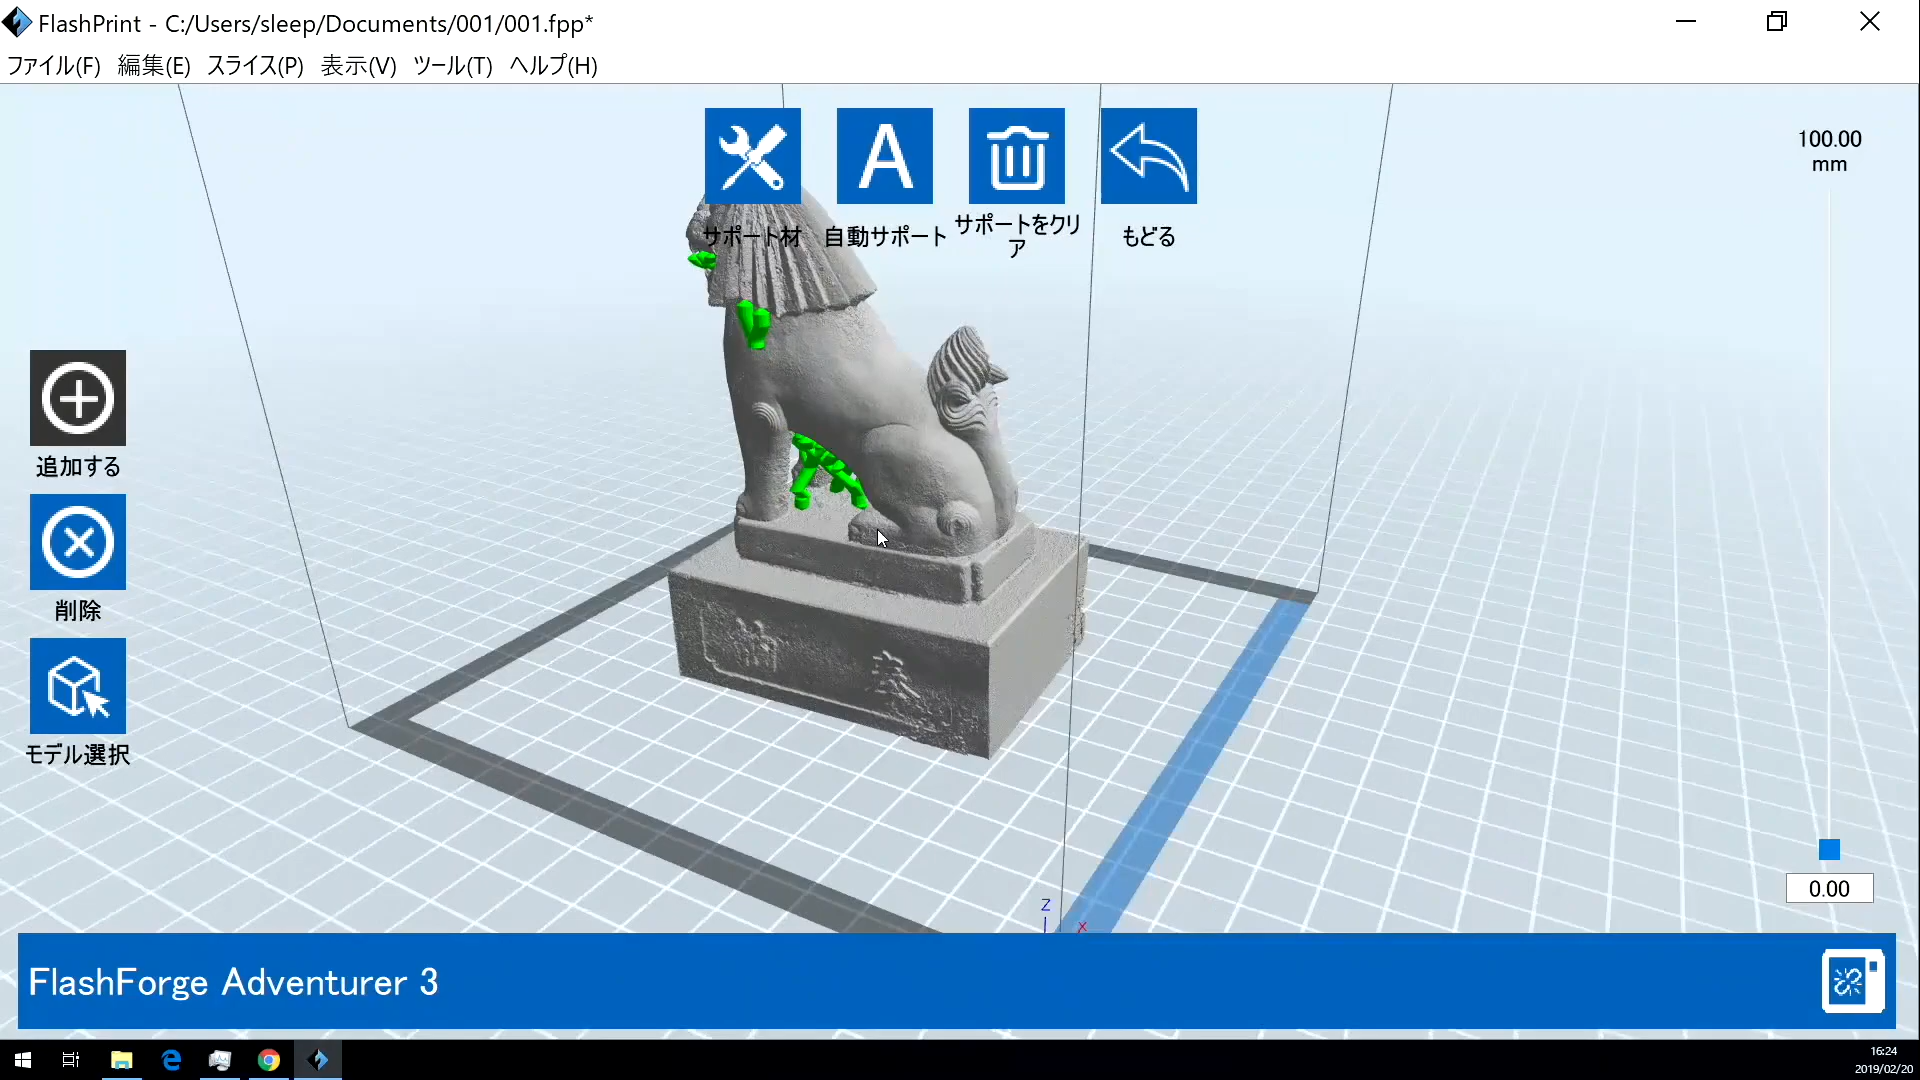 FlashPrint - C:/Users/sleep/Documents/001/001.fpp*
ファイル(F) 編集(E) スライス(P) 表示(V) ツール(T) ヘルプ(H)
サポート材
自動サポート
サポートをクリ
ア
もどる
100.00
mm
追加する
削除
モデル選択
奉
納
0.00
Z
X
FlashForge Adventurer 3
16:24
2019/02/20